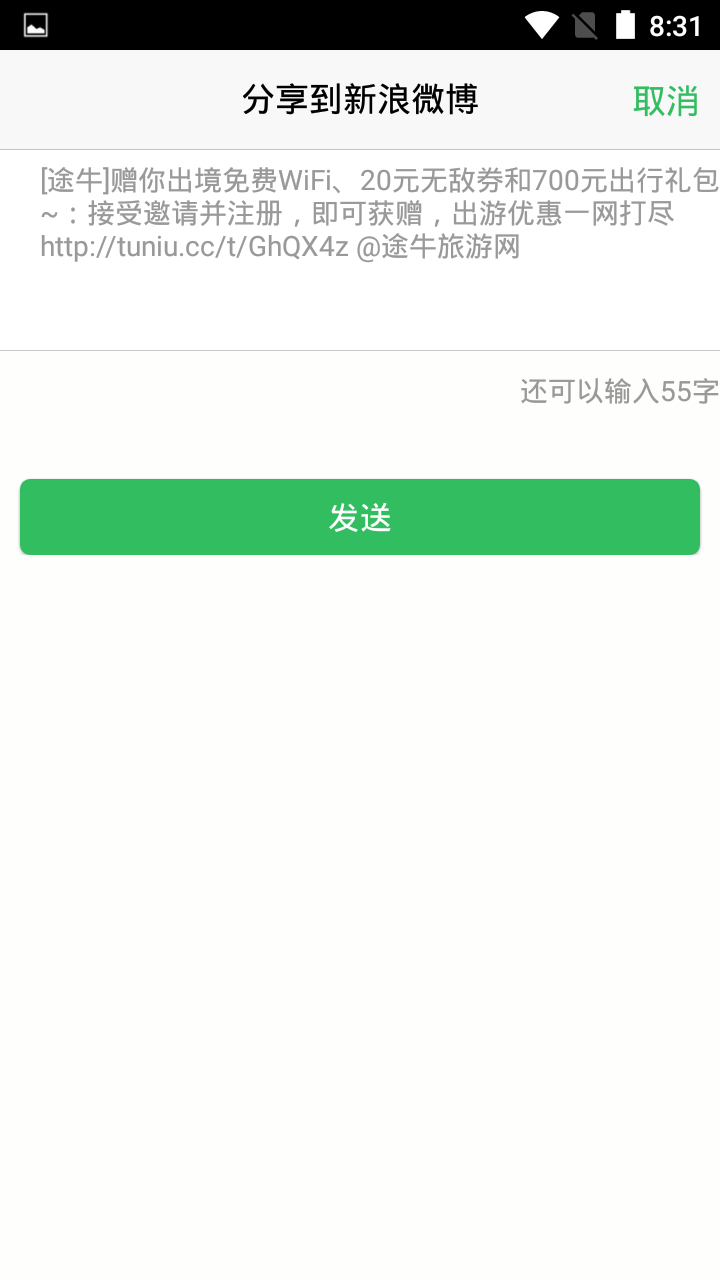 8:31
分享到新浪微博
取消
[途牛]赠你出境免费WiFi、20元无敌券和700元出行礼包
~：接受邀请并注册，即可获赠，出游优惠一网打尽
http://tuniu.cc/t/GhQX4z @途牛旅游网
还可以输入55字
发送